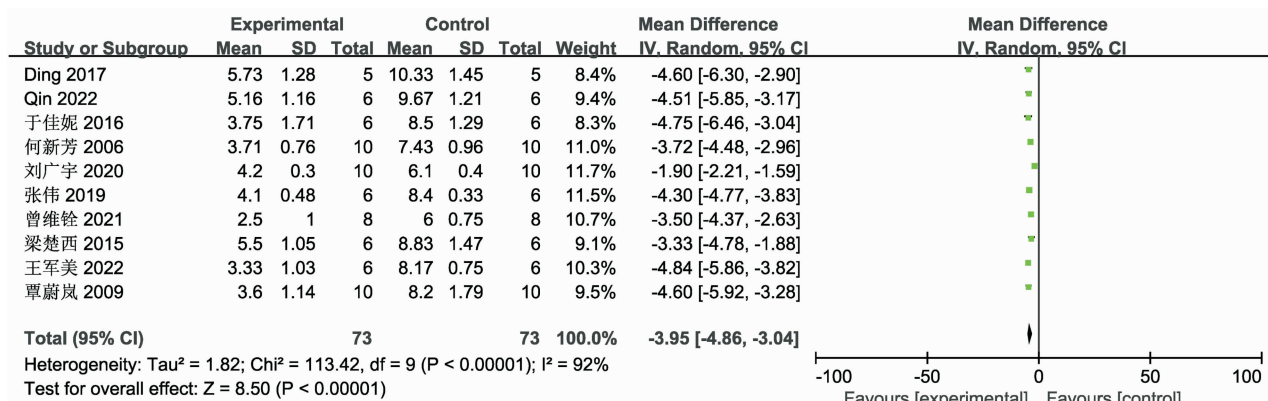 Experimental Control Mean Difference Mean Difference
Study or Subgroup Mean SD Total Mean SD Total Weight IV, Random, 95% CI IV, Random, 95% CI
Ding 2017 5.73 1.28 5 10.33 1.45 5 8.4% -4.60 [-6.30, -2.90]
Qin 2022 5.16 1.16 6 9.67 1.21 6 9.4% -4.51 [-5.85, -3.17]
于佳妮 2016 3.75 1.71 6 8.5 1.29 6 8.3% -4.75 [-6.46, -3.04]
何新芳 2006 3.71 0.76 10 7.43 0.96 10 11.0% -3.72 [-4.48, -2.96]
刘广宇 2020 4.2 0.3 10 6.1 0.4 10 11.7% -1.90 [-2.21, -1.59]
张伟 2019 4.1 0.48 6 8.4 0.33 6 11.5% -4.30 [-4.77, -3.83]
曾维铨 2021 2.5 1 8 6 0.75 8 10.7% -3.50 [-4.37, -2.63]
梁楚西 2015 5.5 1.05 6 8.83 1.47 6 9.1% -3.33 [-4.78, -1.88]
王军美 2022 3.33 1.03 6 8.17 0.75 6 10.3% -4.84 [-5.86, -3.82]
覃蔚岚 2009 3.6 1.14 10 8.2 1.79 10 9.5% -4.60 [-5.92, -3.28]
Total (95% CI) 73 73 100.0% -3.95 [-4.86, -3.04]
Heterogeneity: Tau² = 1.82; Chi² = 113.42, df = 9 (P < 0.00001); I² = 92%
Test for overall effect: Z = 8.50 (P < 0.00001)
-100 -50 0 50 100
Favours [experimental] Favours [control]